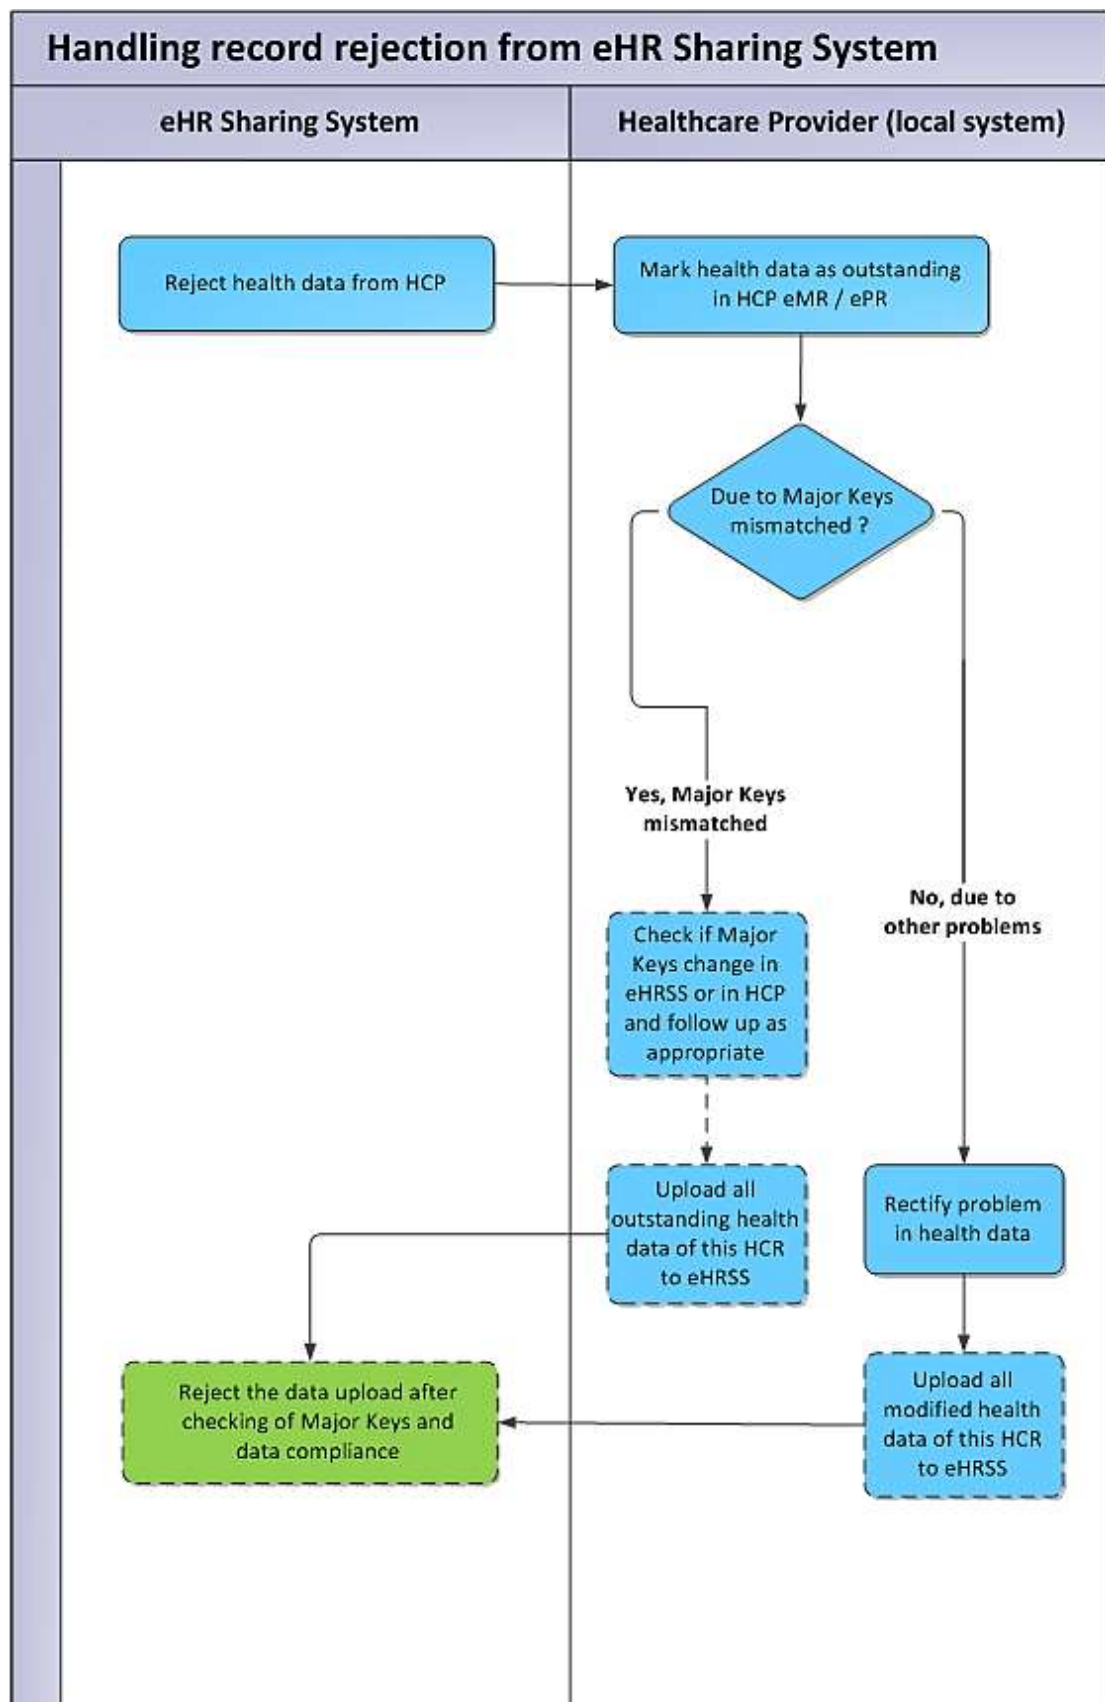 Handling record rejection from eHR Sharing System
eHR Sharing System
Healthcare Provider (local system)
Reject health data from HCP
Mark health data as outstanding
in HCP eMR / ePR
Due to Major Keys
mismatched ?
Yes, Major Keys
mismatched
No, due to
other problems
Check if Major
Keys change in
eHRSS or in HCP
and follow up as
appropriate
Upload all
outstanding health
data of this HCR
to eHRSS
Rectify problem
in health data
Reject the data upload after
checking of Major Keys and
data compliance
Upload all
modified health
data of this HCR
to eHRSS